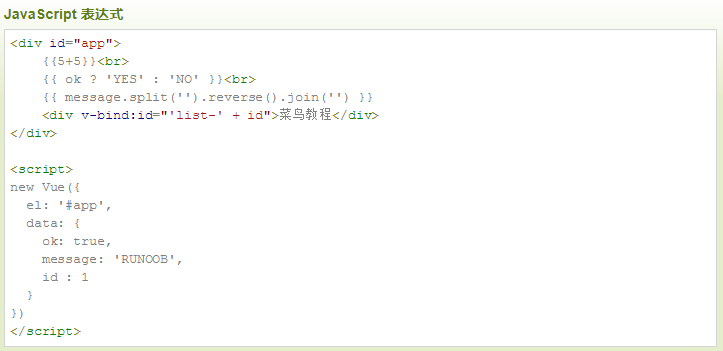 JavaScript 表达式
<div id="app">
    {{5+5}}<br>
    {{ ok ? 'YES' : 'NO' }}<br>
    {{ message.split('').reverse().join('') }}
    <div v-bind:id="'list-' + id">菜鸟教程</div>
</div>

<script>
new Vue({
  el: '#app',
  data: {
    ok: true,
    message: 'RUNOOB',
    id : 1
  }
})
</script>